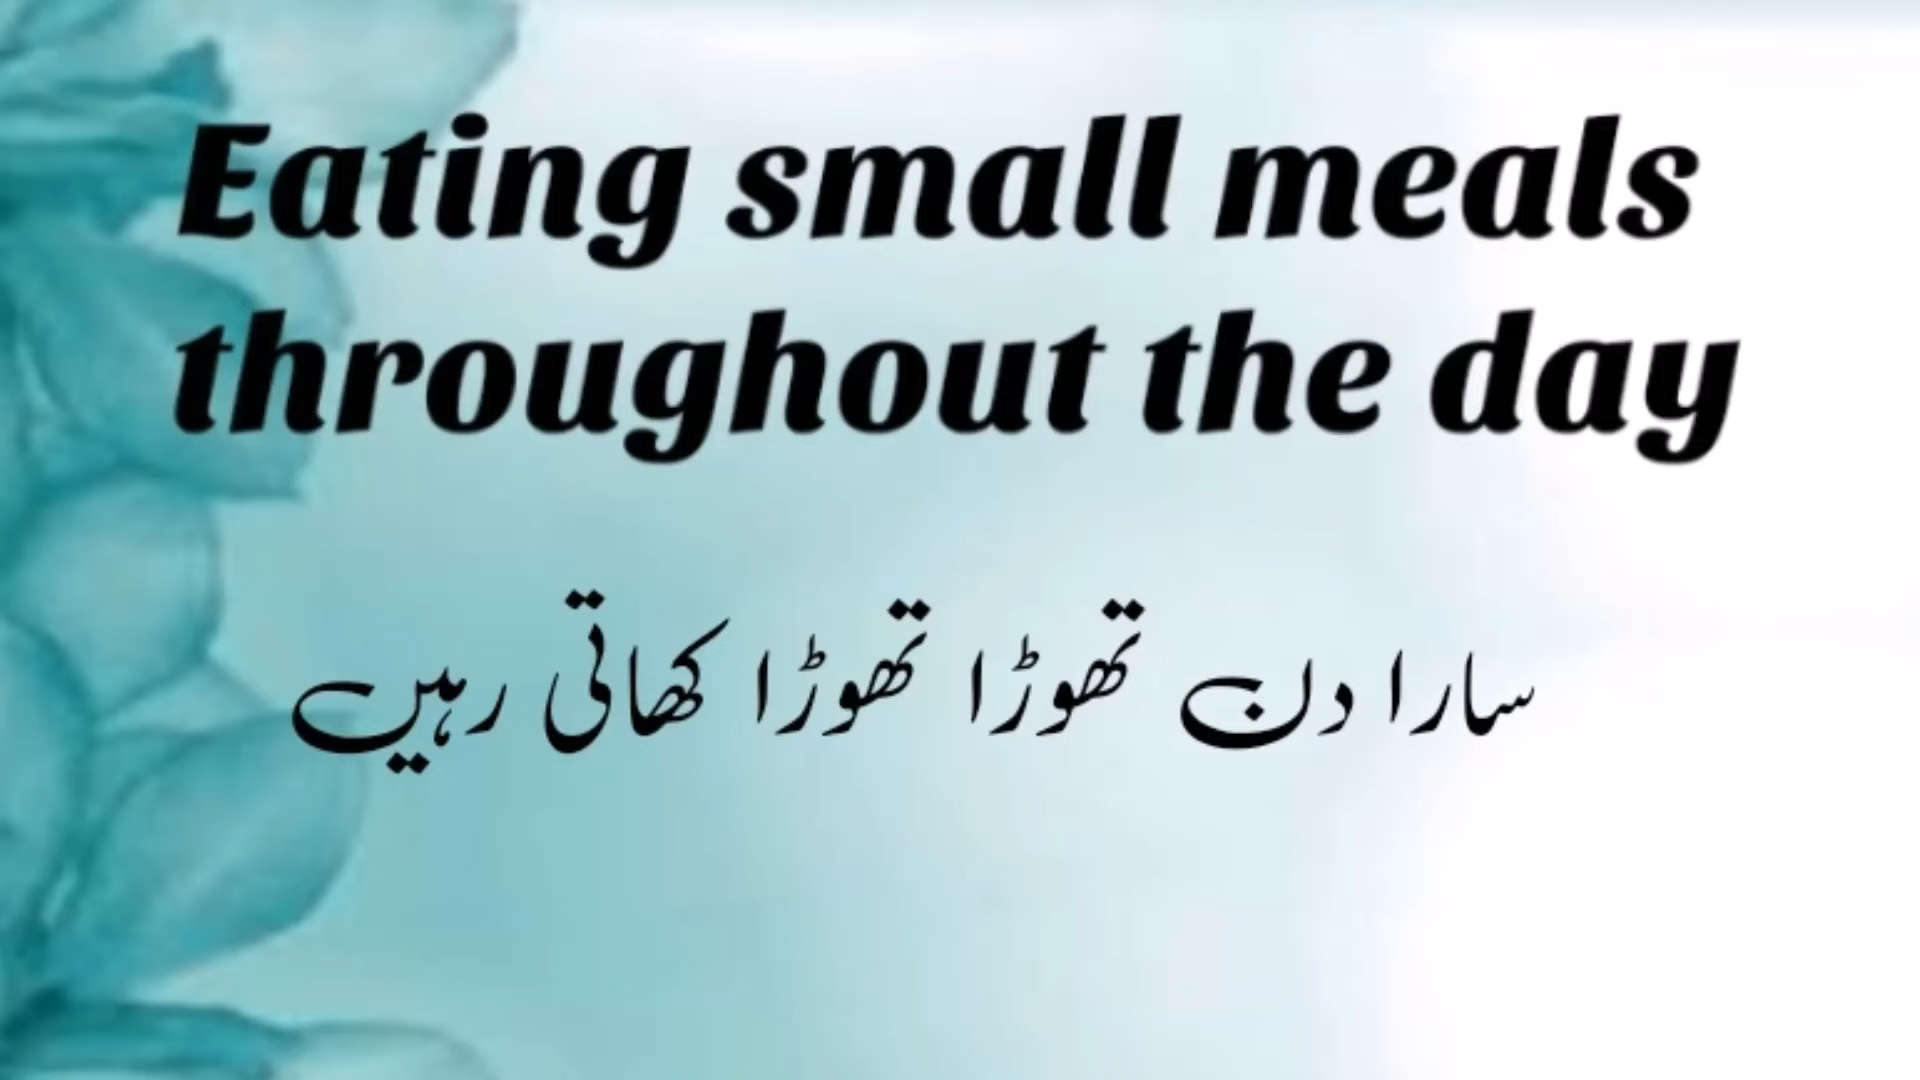 Eating small meals
throughout the day
سارا دن تھوڑا تھوڑا کھاتی رہیں